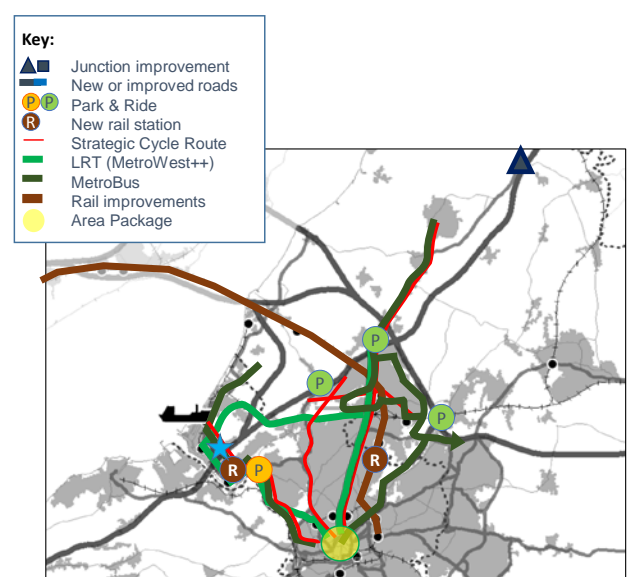 Key:
Junction improvement
New or improved roads
P P Park & Ride
R New rail station
Strategic Cycle Route
LRT (MetroWest++)
MetroBus
Rail improvements
Area Package
P
P
P
R P R